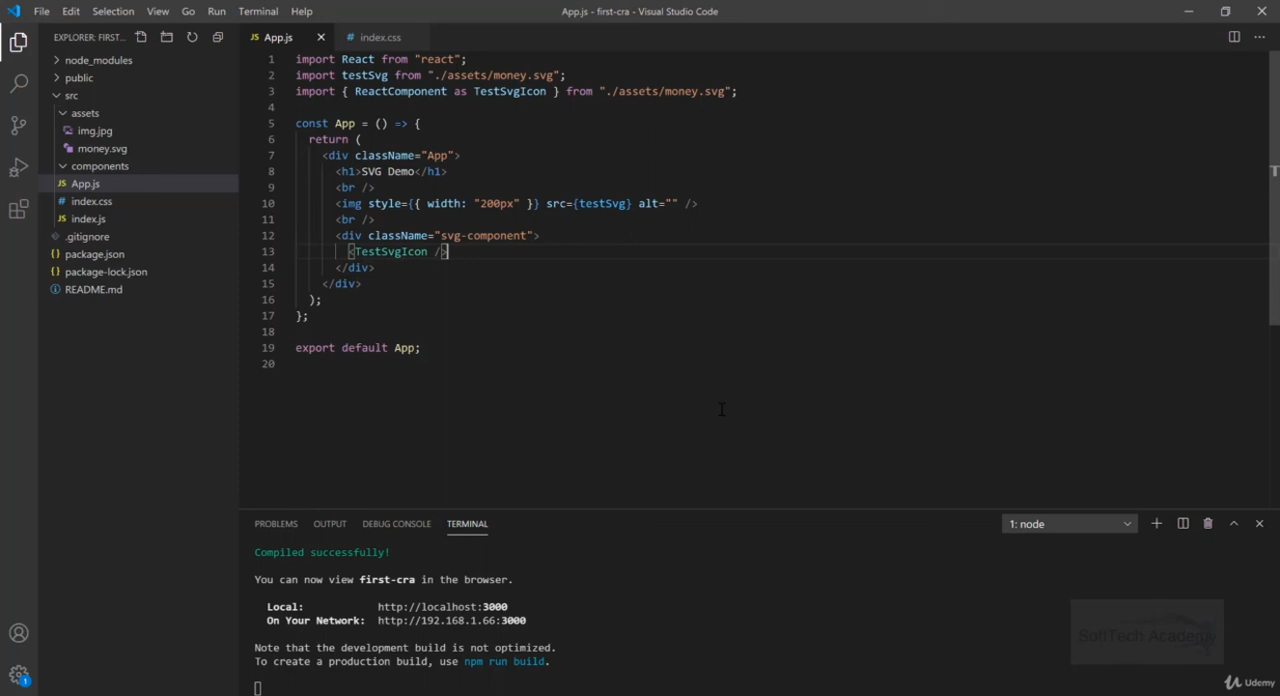 File Edit Selection View Go Run Terminal Help
App.js - first-cra - Visual Studio Code
EXPLORER: FIRST...
node_modules
public
src
assets
img.jpg
money.svg
components
JS App.js
# index.css
JS index.js
.gitignore
{} package.json
{} package-lock.json
README.md
JS App.js
# index.css
1 import React from "react";
2 import testSvg from "./assets/money.svg";
3 import { ReactComponent as TestSvgIcon } from "./assets/money.svg";
4
5 const App = () => {
6 return (
7 <div className="App">
8 <h1>SVG Demo</h1>
9 <br />
10 <img style={{ width: "200px" }} src={testSvg} alt="" />
11 <br />
12 <div className="svg-component">
13 <TestSvgIcon />
14 </div>
15 </div>
16 );
17 };
18
19 export default App;
20
PROBLEMS OUTPUT DEBUG CONSOLE TERMINAL
1: node
Compiled successfully!
You can now view first-cra in the browser.
Local: http://localhost:3000
On Your Network: http://192.168.1.66:3000
Note that the development build is not optimized.
To create a production build, use npm run build.
1
SoftTech Academy
Udemy